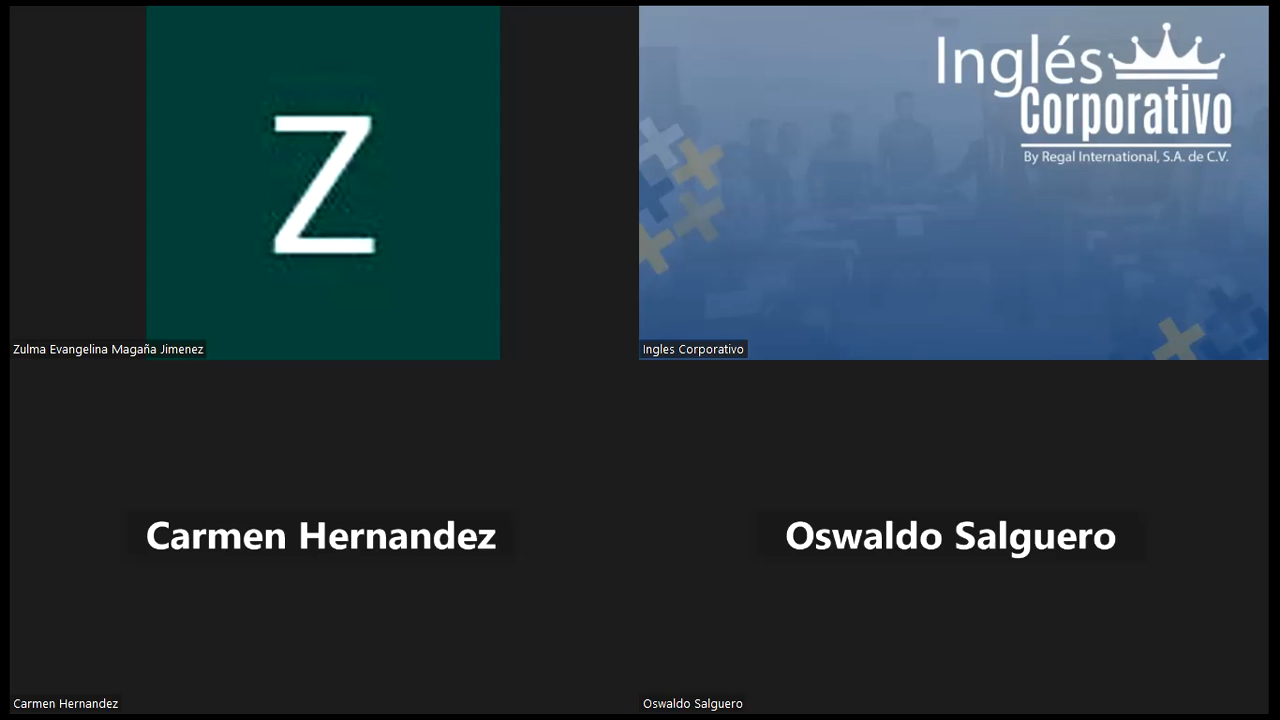 Z
Zulma Evangelina Magaña Jimenez
Inglés
Corporativo
By Regal International, S.A. de C.V.
Ingles Corporativo
Carmen Hernandez
Carmen Hernandez
Oswaldo Salguero
Oswaldo Salguero